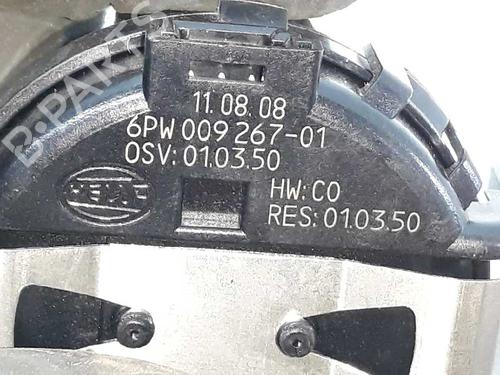 11.08.08
6PW 009 267-01
OSV: 01.03.50
HELLA
HW: C0
RES: 01.03.50
B-PARTS